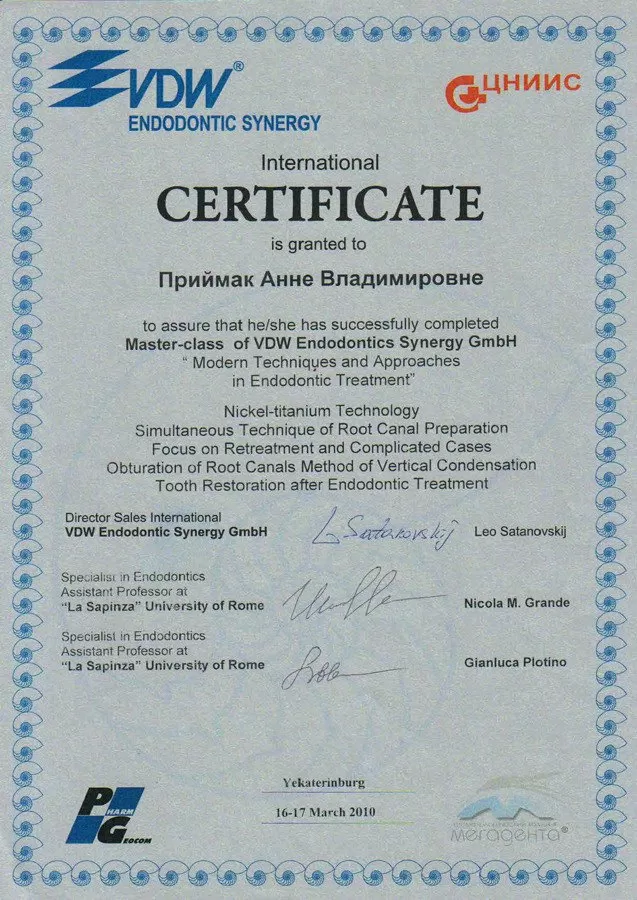 VDW®
ENDODONTIC SYNERGY
ЦНИИС
International
CERTIFICATE
is granted to
Приймак Анне Владимировне
to assure that he/she has successfully completed
Master-class of VDW Endodontics Synergy GmbH
“ Modern Techniques and Approaches
in Endodontic Treatment”
Nickel-titanium Technology
Simultaneous Technique of Root Canal Preparation
Focus on Retreatment and Complicated Cases
Obturation of Root Canals Method of Vertical Condensation
Tooth Restoration after Endodontic Treatment
Director Sales International
VDW Endodontic Synergy GmbH
L Satanovskij
Leo Satanovskij
Specialist in Endodontics
Assistant Professor at
“La Sapinza” University of Rome
Nicola M. Grande
Specialist in Endodontics
Assistant Professor at
“La Sapinza” University of Rome
Gianluca Plotino
PHARM
GEOCOM
Yekaterinburg
16-17 March 2010
мегадента®